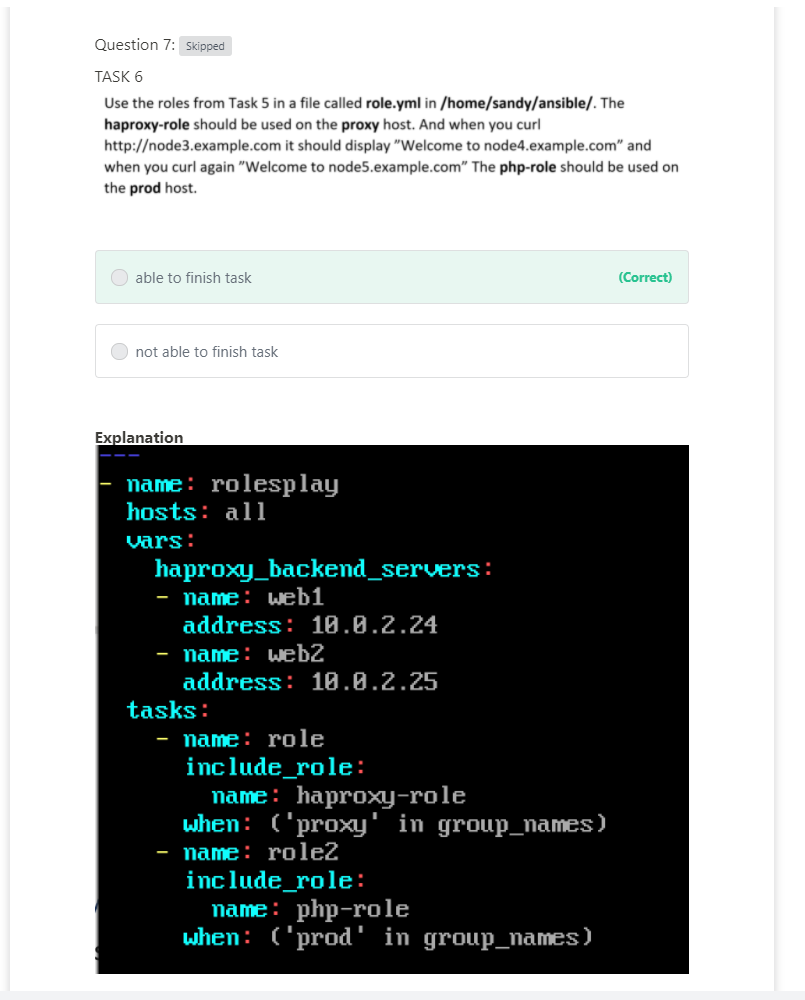 Question 7: Skipped
TASK 6
Use the roles from Task 5 in a file called role.yml in /home/sandy/ansible/. The
haproxy-role should be used on the proxy host. And when you curl
http://node3.example.com it should display ”Welcome to node4.example.com” and
when you curl again ”Welcome to node5.example.com” The php-role should be used on
the prod host.
able to finish task (Correct)
not able to finish task
Explanation
---
- name: rolesplay
  hosts: all
  vars:
    haproxy_backend_servers:
    - name: web1
      address: 10.0.2.24
    - name: web2
      address: 10.0.2.25
  tasks:
    - name: role
      include_role:
        name: haproxy-role
      when: ('proxy' in group_names)
    - name: role2
      include_role:
        name: php-role
      when: ('prod' in group_names)